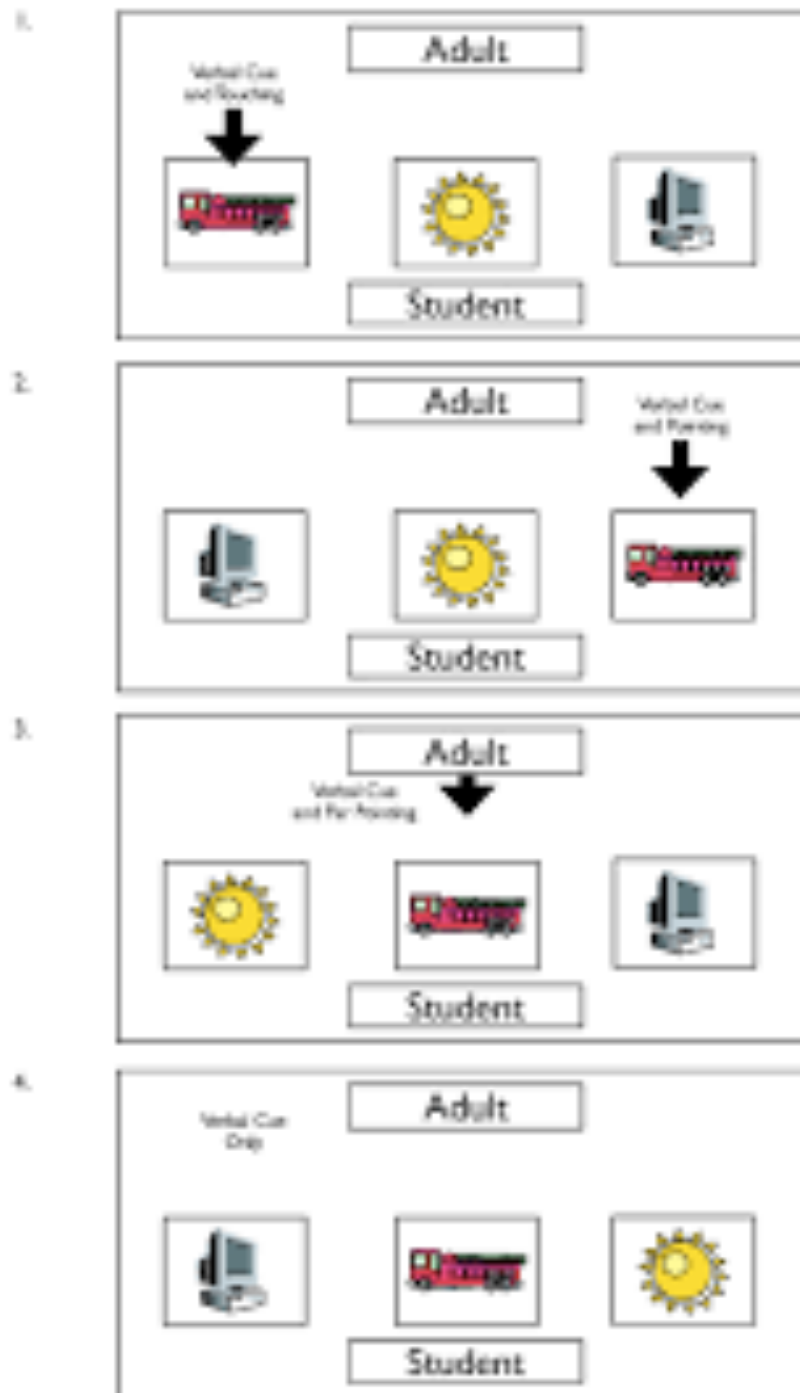 1.
Adult
Verbal Cue
and Touching
Student
2.
Adult
Verbal Cue
and Pointing
Student
3.
Adult
Verbal Cue
and Far Pointing
Student
4.
Adult
Verbal Cue
Only
Student